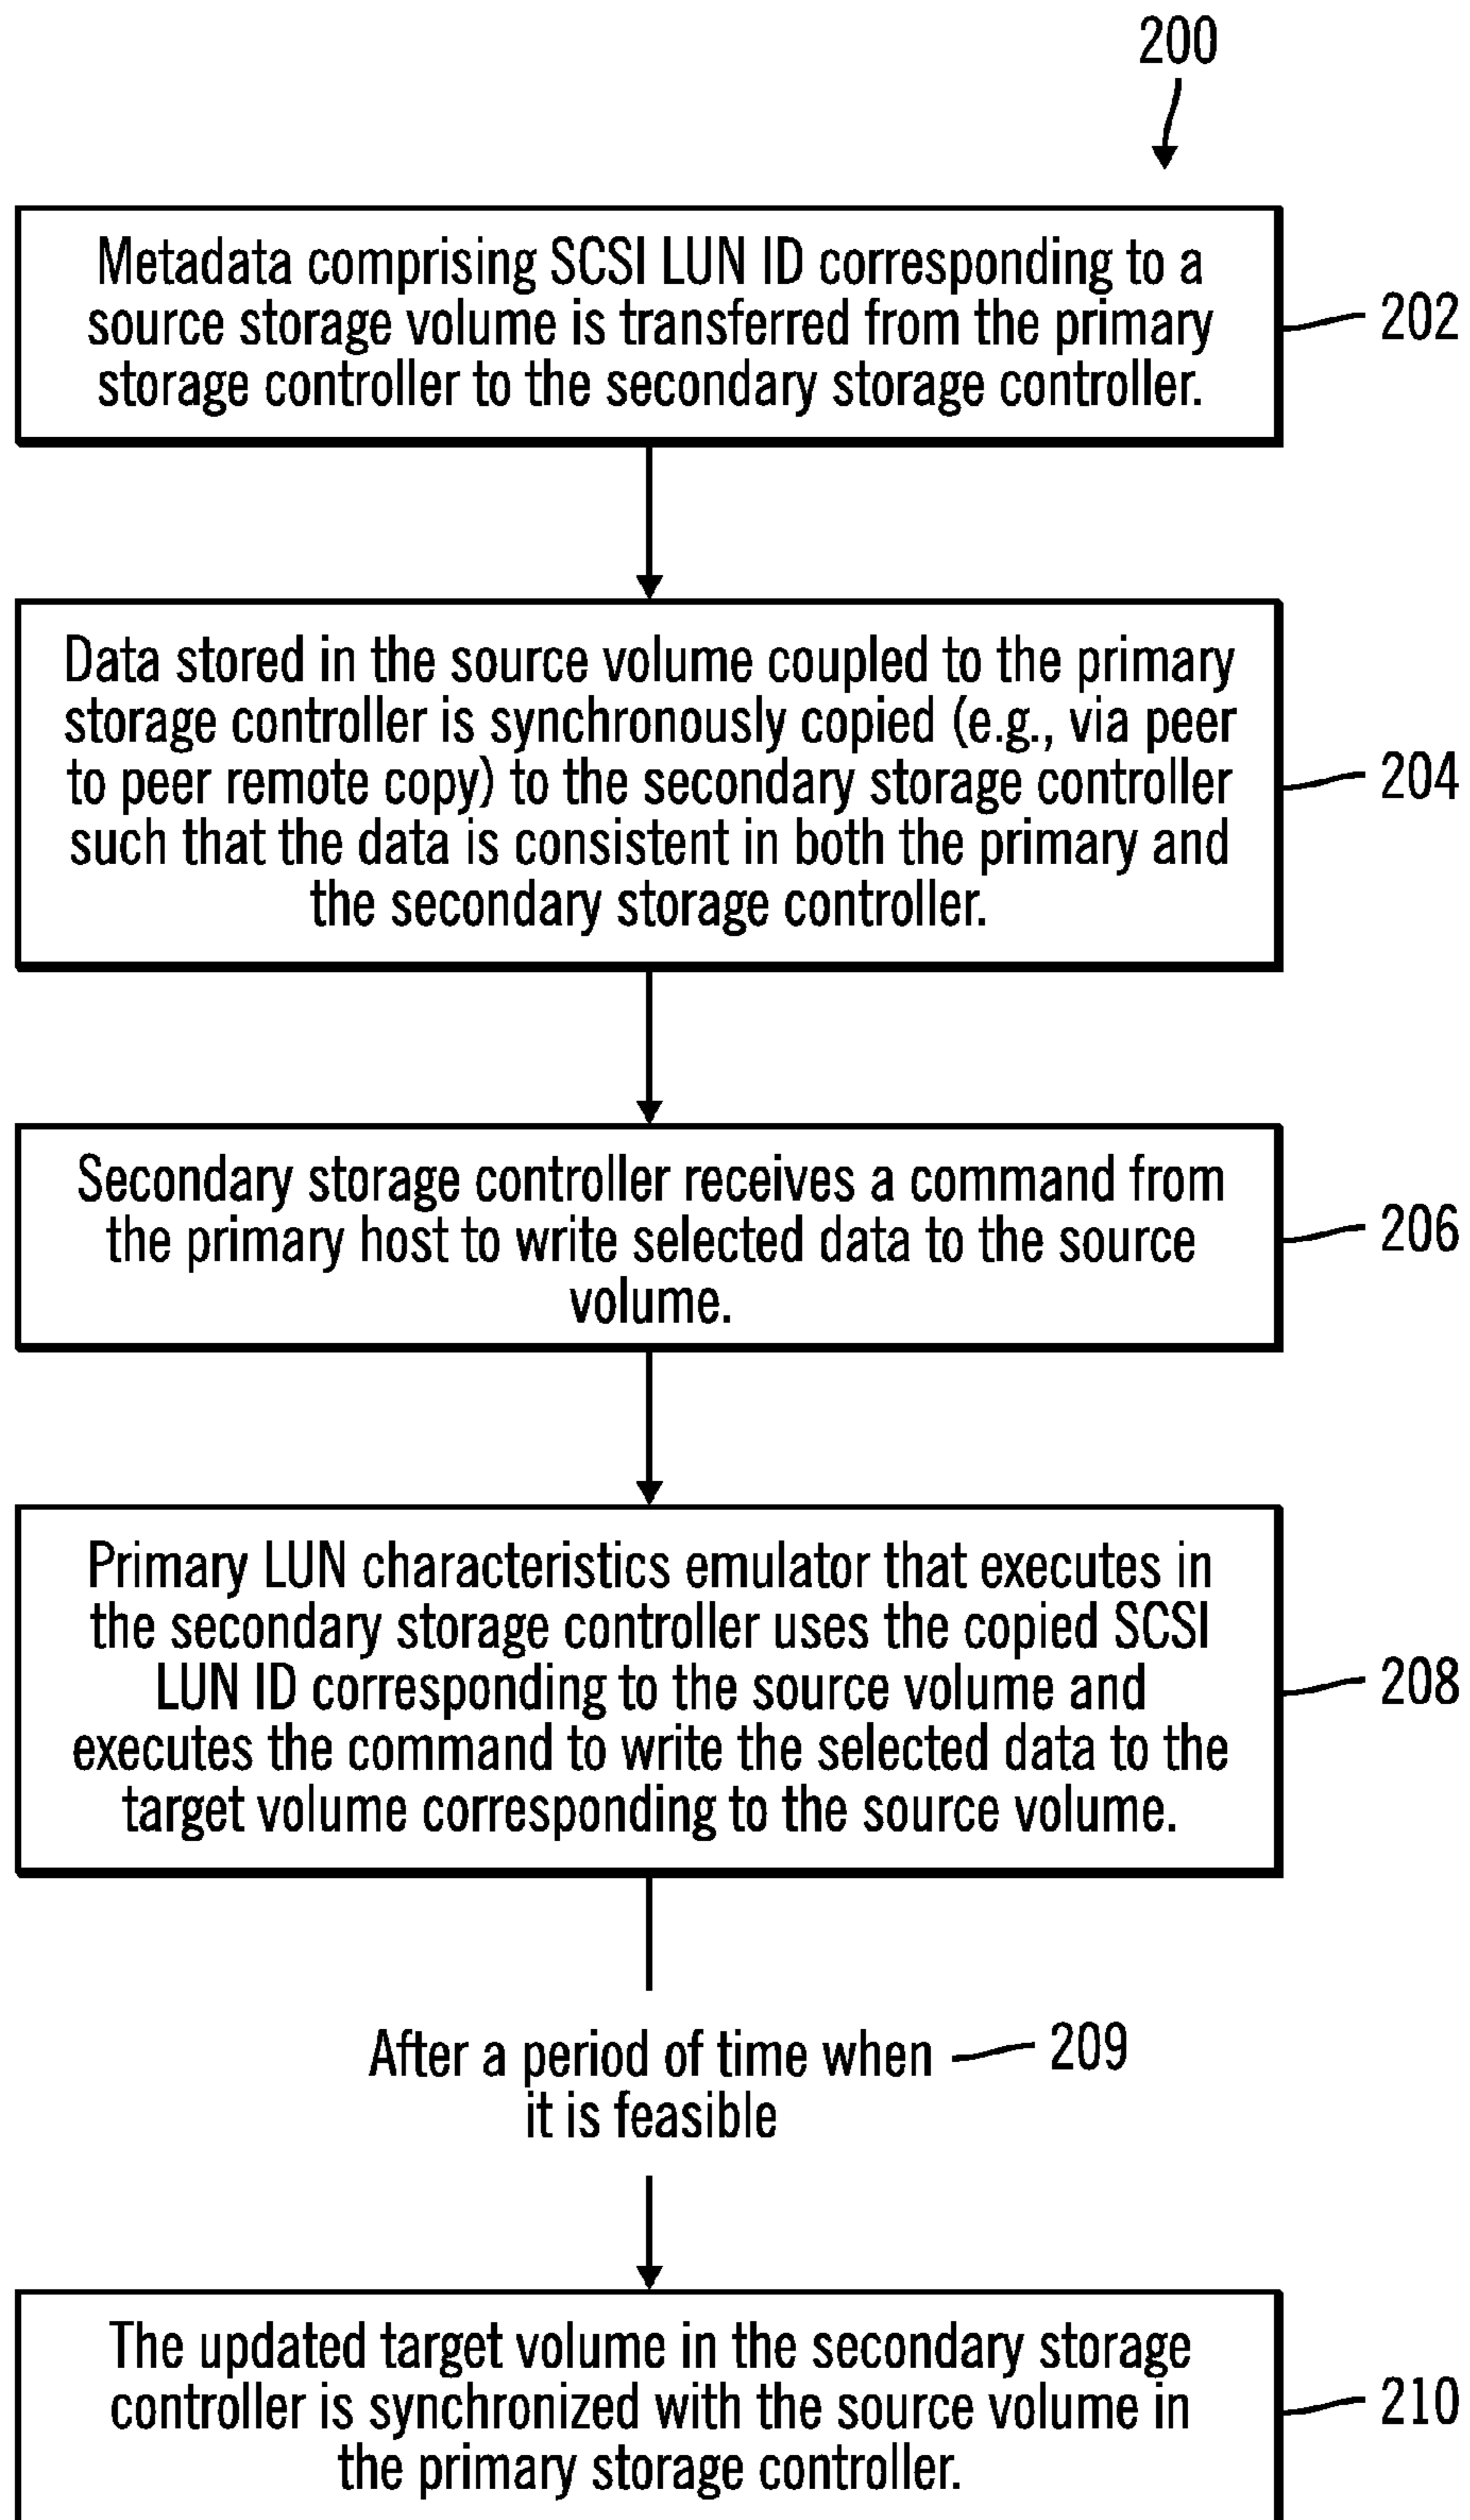 200
Metadata comprising SCSI LUN ID corresponding to a
source storage volume is transferred from the primary
storage controller to the secondary storage controller.
202
Data stored in the source volume coupled to the primary
storage controller is synchronously copied (e.g., via peer
to peer remote copy) to the secondary storage controller
such that the data is consistent in both the primary and
the secondary storage controller.
204
Secondary storage controller receives a command from
the primary host to write selected data to the source
volume.
206
Primary LUN characteristics emulator that executes in
the secondary storage controller uses the copied SCSI
LUN ID corresponding to the source volume and
executes the command to write the selected data to the
target volume corresponding to the source volume.
208
After a period of time when
it is feasible
209
The updated target volume in the secondary storage
controller is synchronized with the source volume in
the primary storage controller.
210